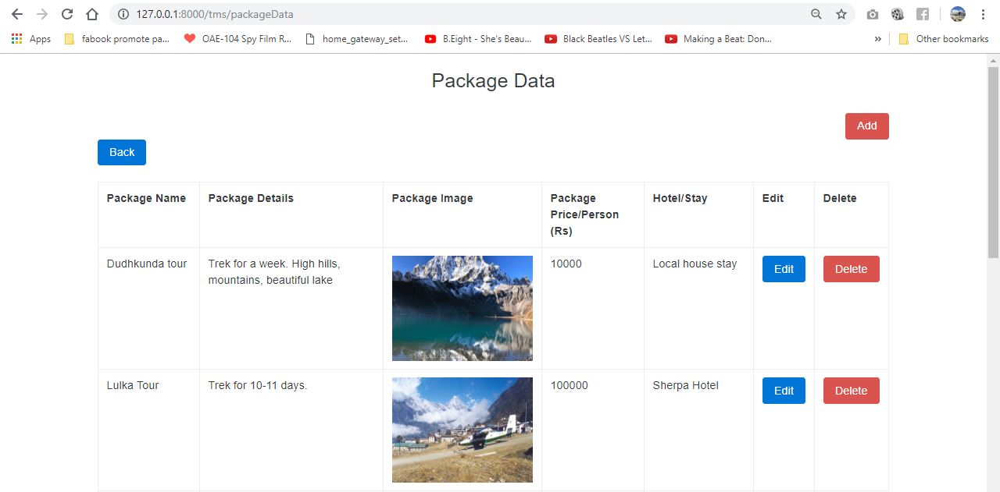 127.0.0.1:8000/tms/packageData
Apps
fabook promote pa...
OAE-104 Spy Film R...
home_gateway_set...
B.Eight - She's Beau...
Black Beatles VS Let...
Making a Beat: Don...
»
Other bookmarks
Package Data
Add
Back
Package Name
Package Details
Package Image
Package
Price/Person
(Rs)
Hotel/Stay
Edit
Delete
Dudhkunda tour
Trek for a week. High hills,
mountains, beautiful lake
10000
Local house stay
Edit
Delete
Lulka Tour
Trek for 10-11 days.
100000
Sherpa Hotel
Edit
Delete